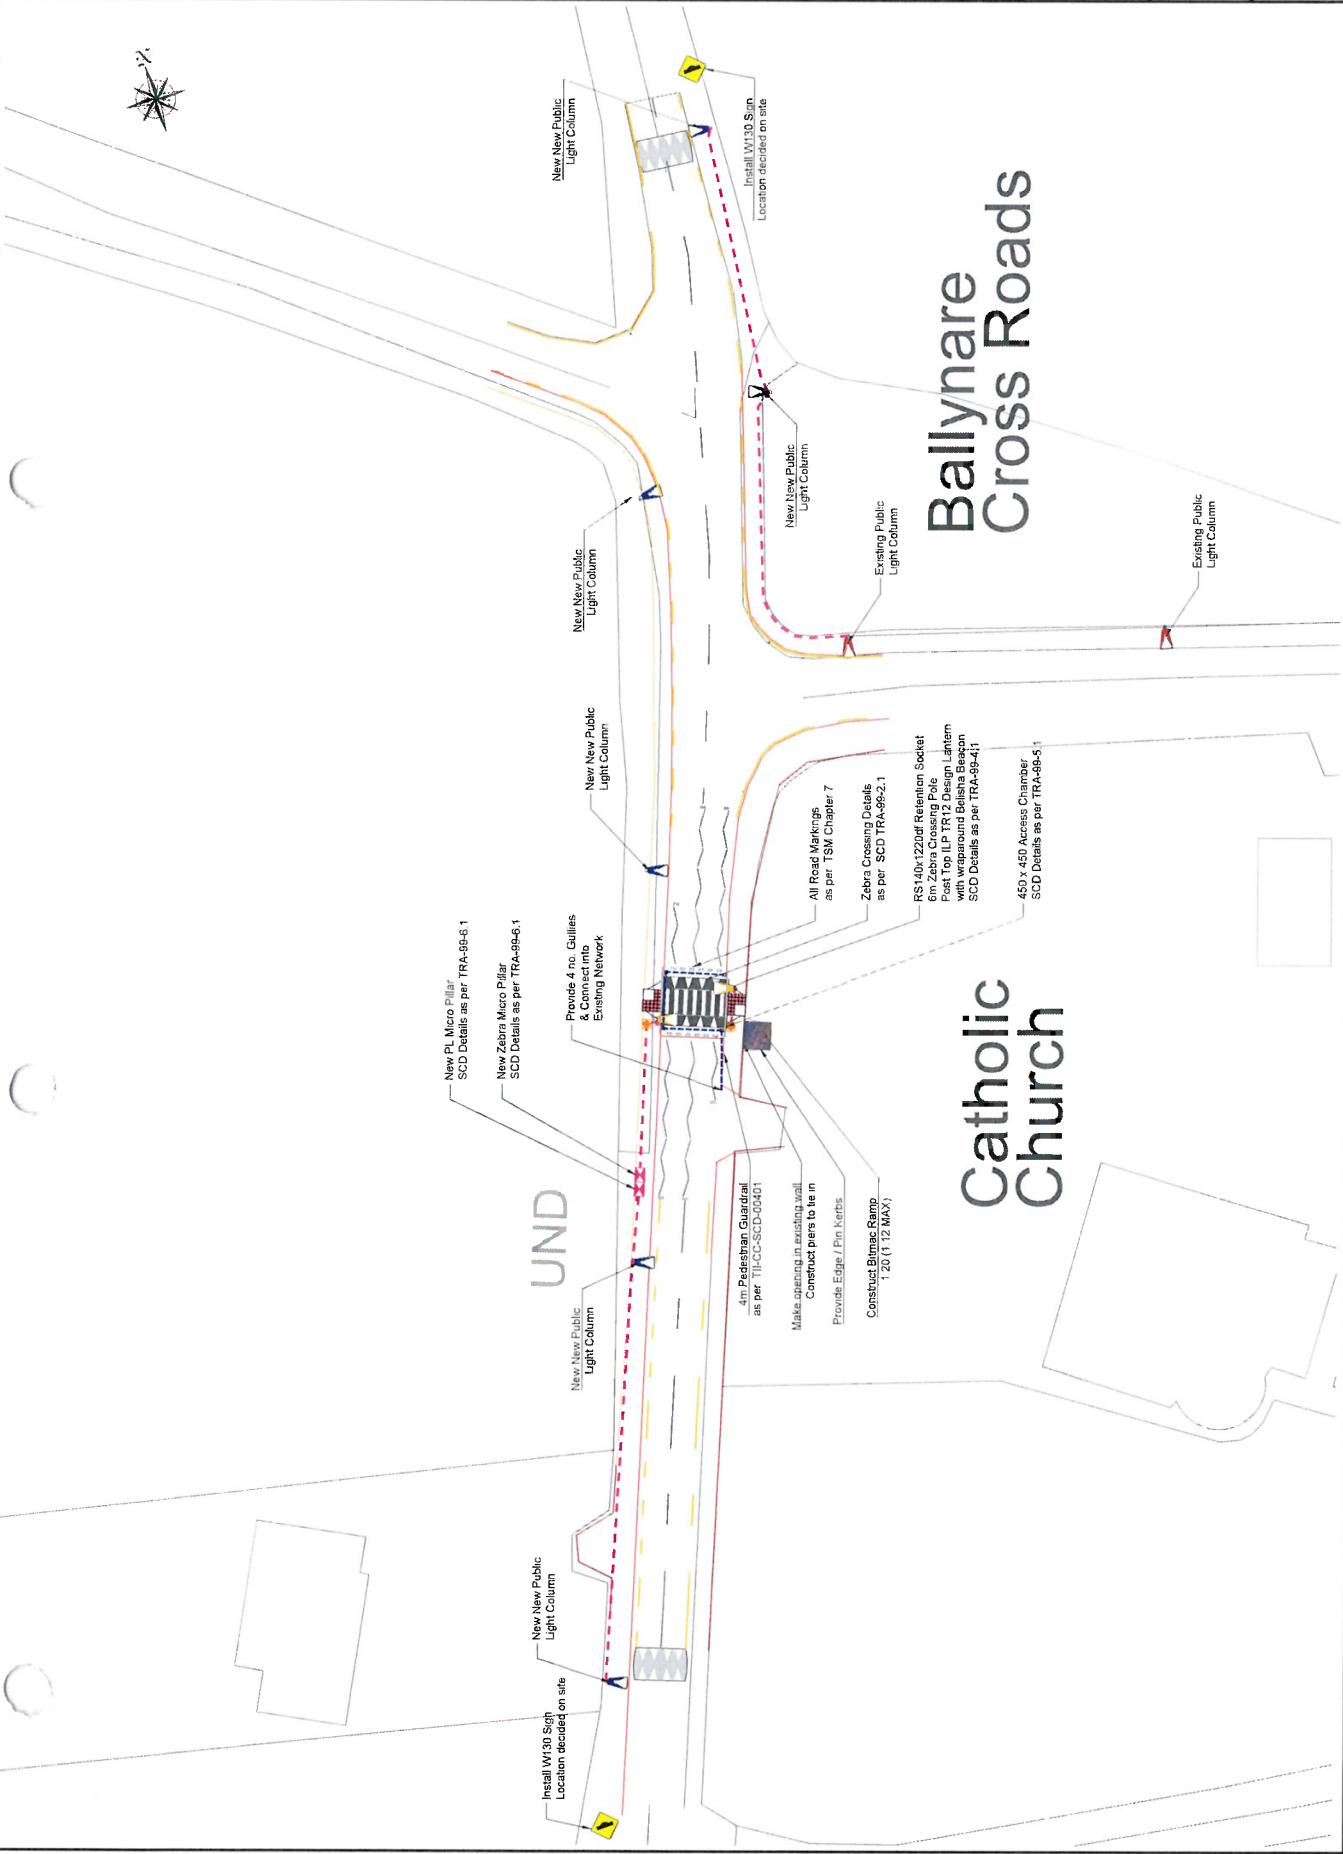 Install W130 Sign
Location decided on site
New New Public
Light Column
New New Public
Light Column
UND
New PL Micro Pillar
SCD Details as per TRA-99-6.1
New Zebra Micro Pillar
SCD Details as per TRA-99-6.1
Provide 4 no. Gullies
& Connect into
Existing Network
New New Public
Light Column
New New Public
Light Column
New New Public
Light Column
Install W130 Sign
Location decided on site
4m Pedestrian Guardrail
as per TII-CC-SCD-00401
Make opening in existing wall
Construct piers to tie in
Provide Edge / Pin Kerbs
Construct Bitmac Ramp
1 20 (1:12 MAX)
All Road Markings
as per TSM Chapter 7
Zebra Crossing Details
as per SCD TRA-99-2.1
RS140x1220df Retention Socket
6m Zebra Crossing Pole
Post Top ILP TR12 Design Lantern
with wraparound Belisha Beacon
SCD Details as per TRA-99-4.1
450 x 450 Access Chamber
SCD Details as per TRA-99-5.1
New New Public
Light Column
Existing Public
Light Column
Existing Public
Light Column
Catholic
Church
Ballynare
Cross Roads